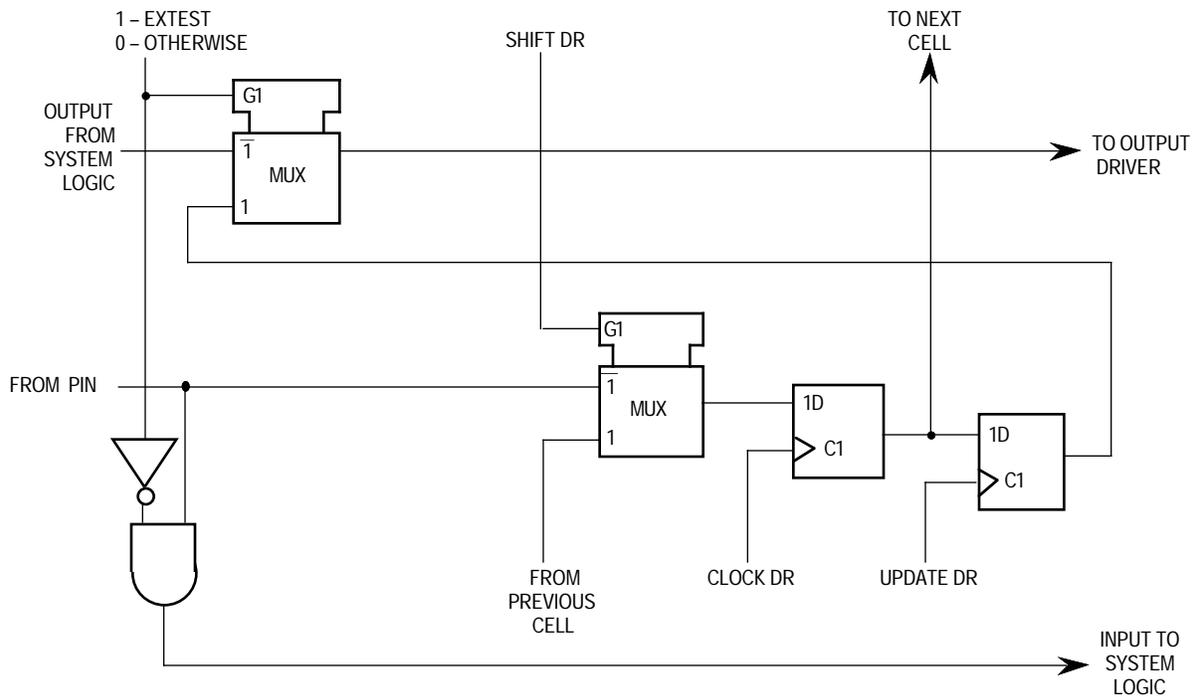 1 – EXTEST
0 – OTHERWISE
SHIFT DR
TO NEXT
CELL
G1
OUTPUT
FROM
SYSTEM
LOGIC
1
MUX
1
TO OUTPUT
DRIVER
G1
FROM PIN
1
MUX
1
1D
C1
1D
C1
FROM
PREVIOUS
CELL
CLOCK DR
UPDATE DR
INPUT TO
SYSTEM
LOGIC